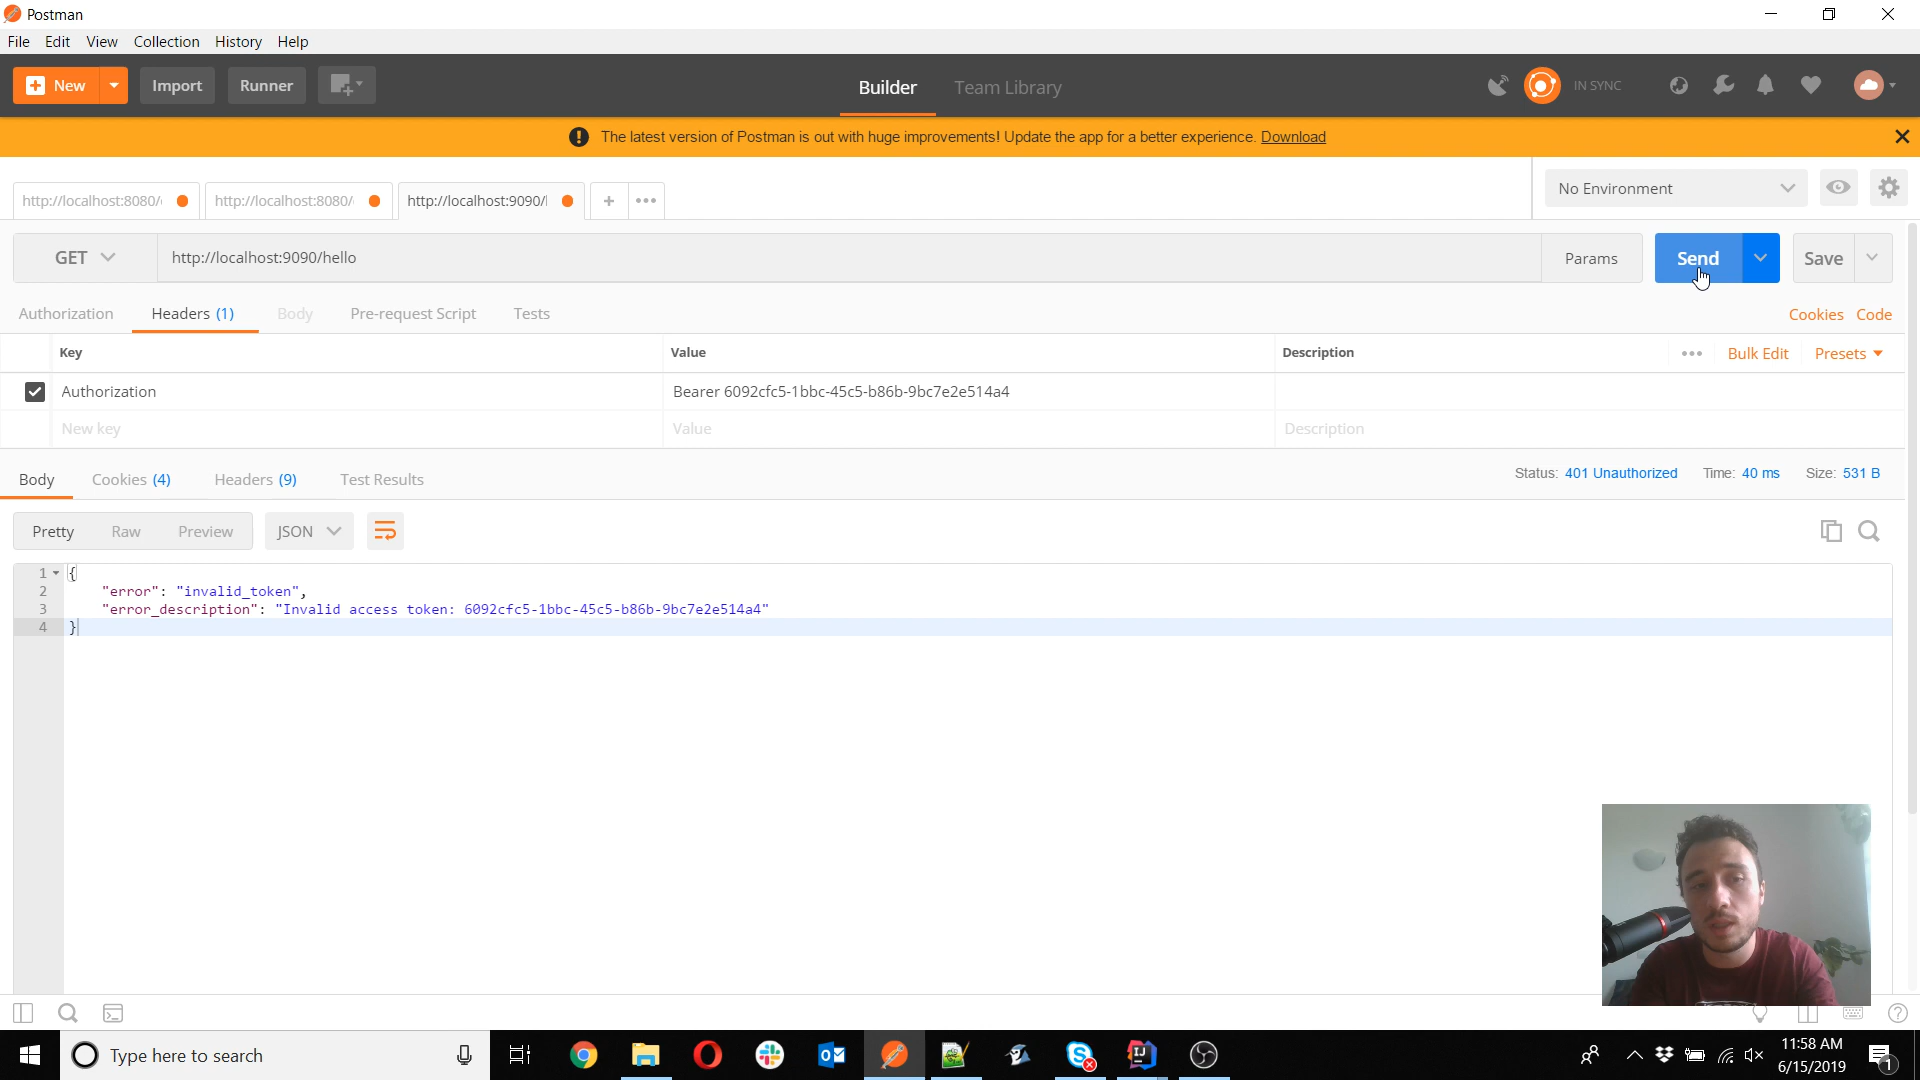 Postman
File Edit View Collection History Help
New Import Runner Builder Team Library IN SYNC
The latest version of Postman is out with huge improvements! Update the app for a better experience. Download
http://localhost:8080/ http://localhost:8080/ http://localhost:9090/ No Environment
GET http://localhost:9090/hello Params Send Save
Authorization Headers (1) Body Pre-request Script Tests Cookies Code
Key Value Description Bulk Edit Presets
Authorization Bearer 6092cfc5-1bbc-45c5-b86b-9bc7e2e514a4
New key Value Description
Body Cookies (4) Headers (9) Test Results Status: 401 Unauthorized Time: 40 ms Size: 531 B
Pretty Raw Preview JSON
1 {
2 "error": "invalid_token",
3 "error_description": "Invalid access token: 6092cfc5-1bbc-45c5-b86b-9bc7e2e514a4"
4 }
Type here to search
11:58 AM
6/15/2019
1